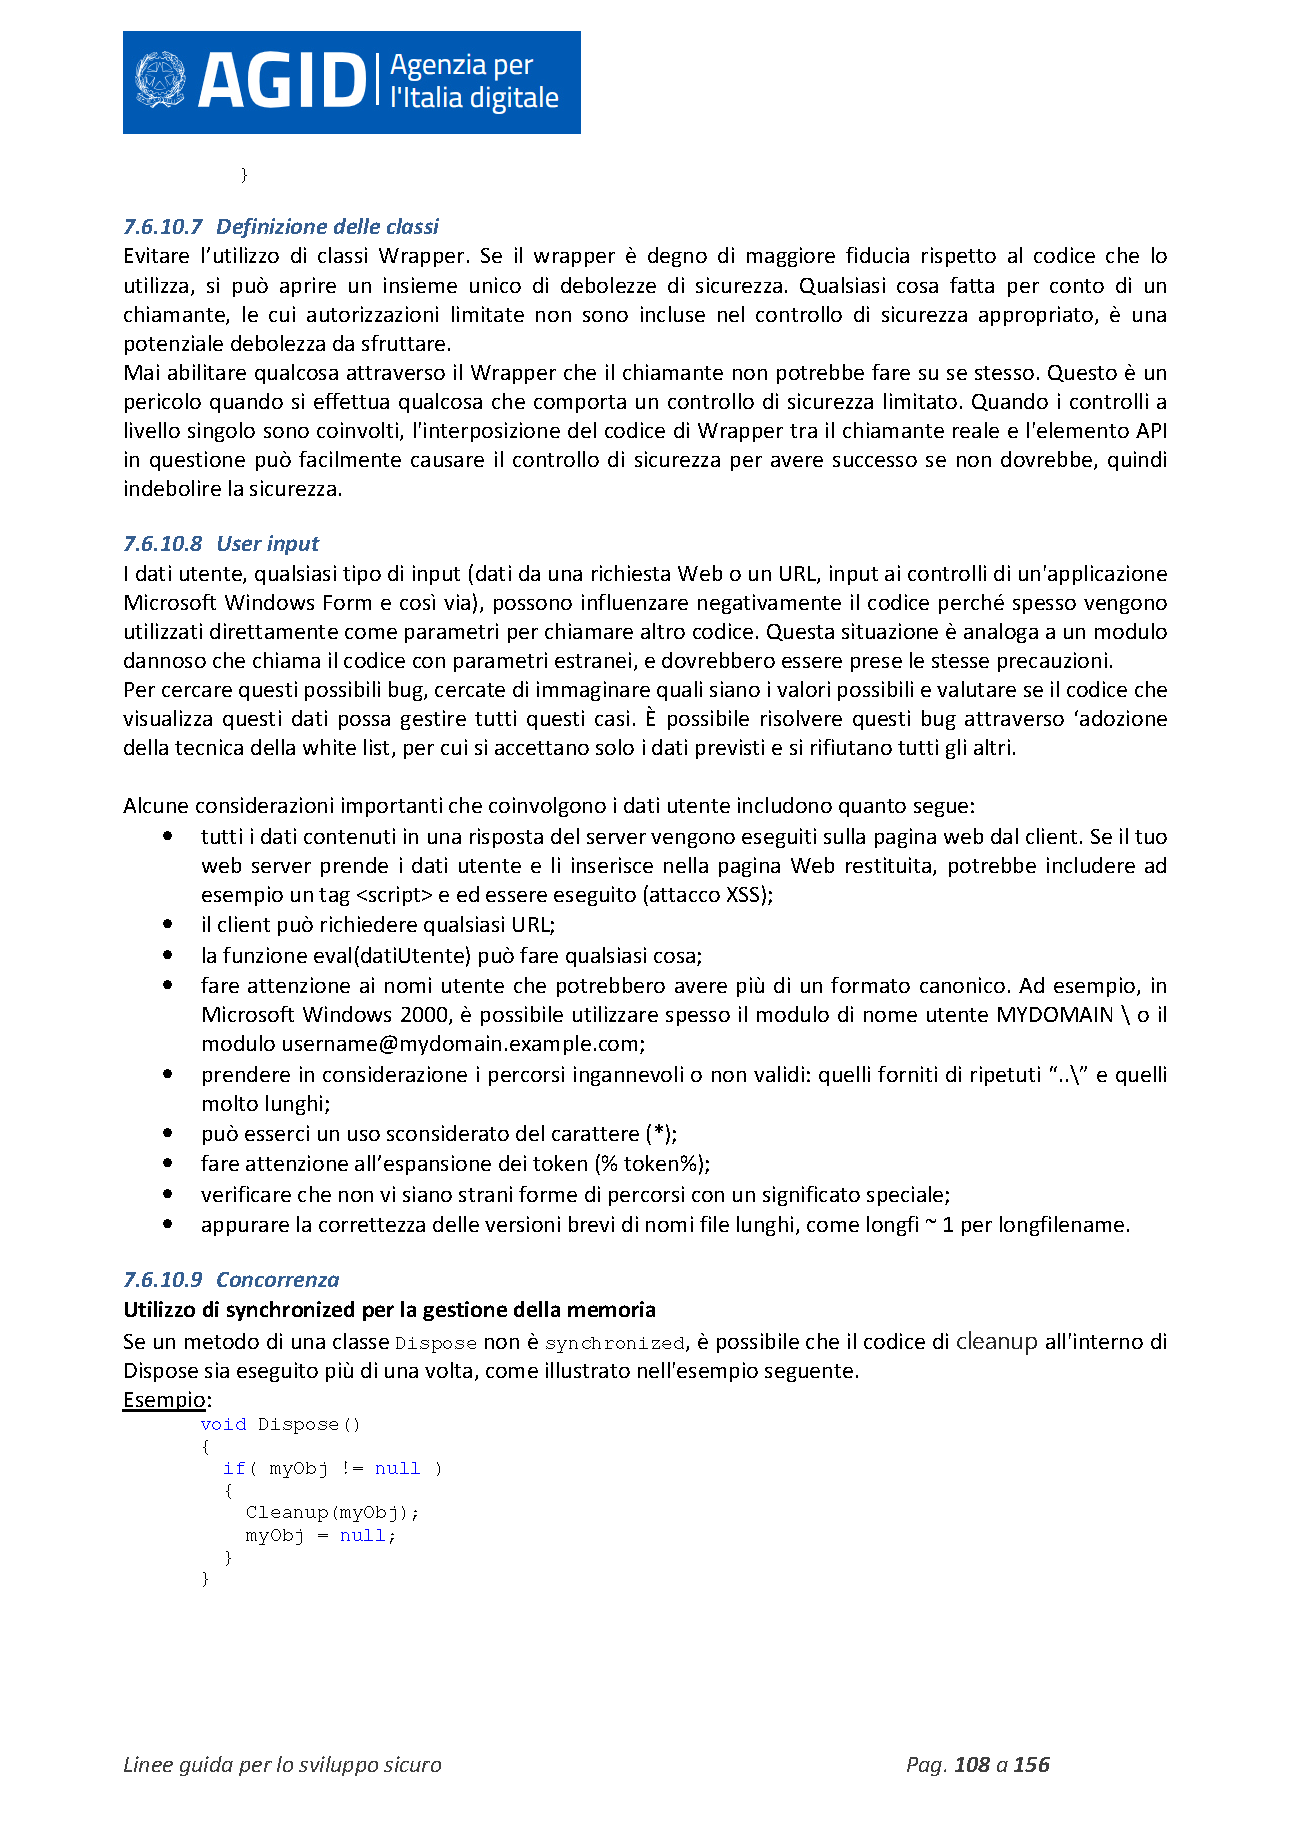 AGID Agenzia per
l'Italia digitale
}
7.6.10.7 Definizione delle classi
Evitare l’utilizzo di classi Wrapper. Se il wrapper è degno di maggiore fiducia rispetto al codice che lo
utilizza, si può aprire un insieme unico di debolezze di sicurezza. Qualsiasi cosa fatta per conto di un
chiamante, le cui autorizzazioni limitate non sono incluse nel controllo di sicurezza appropriato, è una
potenziale debolezza da sfruttare.
Mai abilitare qualcosa attraverso il Wrapper che il chiamante non potrebbe fare su se stesso. Questo è un
pericolo quando si effettua qualcosa che comporta un controllo di sicurezza limitato. Quando i controlli a
livello singolo sono coinvolti, l'interposizione del codice di Wrapper tra il chiamante reale e l'elemento API
in questione può facilmente causare il controllo di sicurezza per avere successo se non dovrebbe, quindi
indebolire la sicurezza.
7.6.10.8 User input
I dati utente, qualsiasi tipo di input (dati da una richiesta Web o un URL, input ai controlli di un'applicazione
Microsoft Windows Form e così via), possono influenzare negativamente il codice perché spesso vengono
utilizzati direttamente come parametri per chiamare altro codice. Questa situazione è analoga a un modulo
dannoso che chiama il codice con parametri estranei, e dovrebbero essere prese le stesse precauzioni.
Per cercare questi possibili bug, cercate di immaginare quali siano i valori possibili e valutare se il codice che
visualizza questi dati possa gestire tutti questi casi. È possibile risolvere questi bug attraverso ‘adozione
della tecnica della white list, per cui si accettano solo i dati previsti e si rifiutano tutti gli altri.
Alcune considerazioni importanti che coinvolgono i dati utente includono quanto segue:
• tutti i dati contenuti in una risposta del server vengono eseguiti sulla pagina web dal client. Se il tuo
web server prende i dati utente e li inserisce nella pagina Web restituita, potrebbe includere ad
esempio un tag <script> e ed essere eseguito (attacco XSS);
• il client può richiedere qualsiasi URL;
• la funzione eval(datiUtente) può fare qualsiasi cosa;
• fare attenzione ai nomi utente che potrebbero avere più di un formato canonico. Ad esempio, in
Microsoft Windows 2000, è possibile utilizzare spesso il modulo di nome utente MYDOMAIN \ o il
modulo username@mydomain.example.com;
• prendere in considerazione i percorsi ingannevoli o non validi: quelli forniti di ripetuti “..\” e quelli
molto lunghi;
• può esserci un uso sconsiderato del carattere (*);
• fare attenzione all’espansione dei token (% token%);
• verificare che non vi siano strani forme di percorsi con un significato speciale;
• appurare la correttezza delle versioni brevi di nomi file lunghi, come longfi ~ 1 per longfilename.
7.6.10.9 Concorrenza
Utilizzo di synchronized per la gestione della memoria
Se un metodo di una classe Dispose non è synchronized, è possibile che il codice di cleanup all'interno di
Dispose sia eseguito più di una volta, come illustrato nell'esempio seguente.
Esempio:
void Dispose()
{
if( myObj != null )
{
Cleanup(myObj);
myObj = null;
}
}
Linee guida per lo sviluppo sicuro Pag. 108 a 156